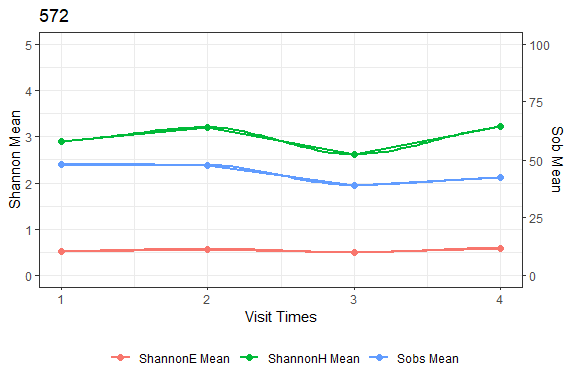 572
Shannon Mean
5
4
3
2
1
0
100
75
50
25
0
Sob Mean
1 2 3 4
Visit Times
ShannonE Mean ShannonH Mean Sobs Mean